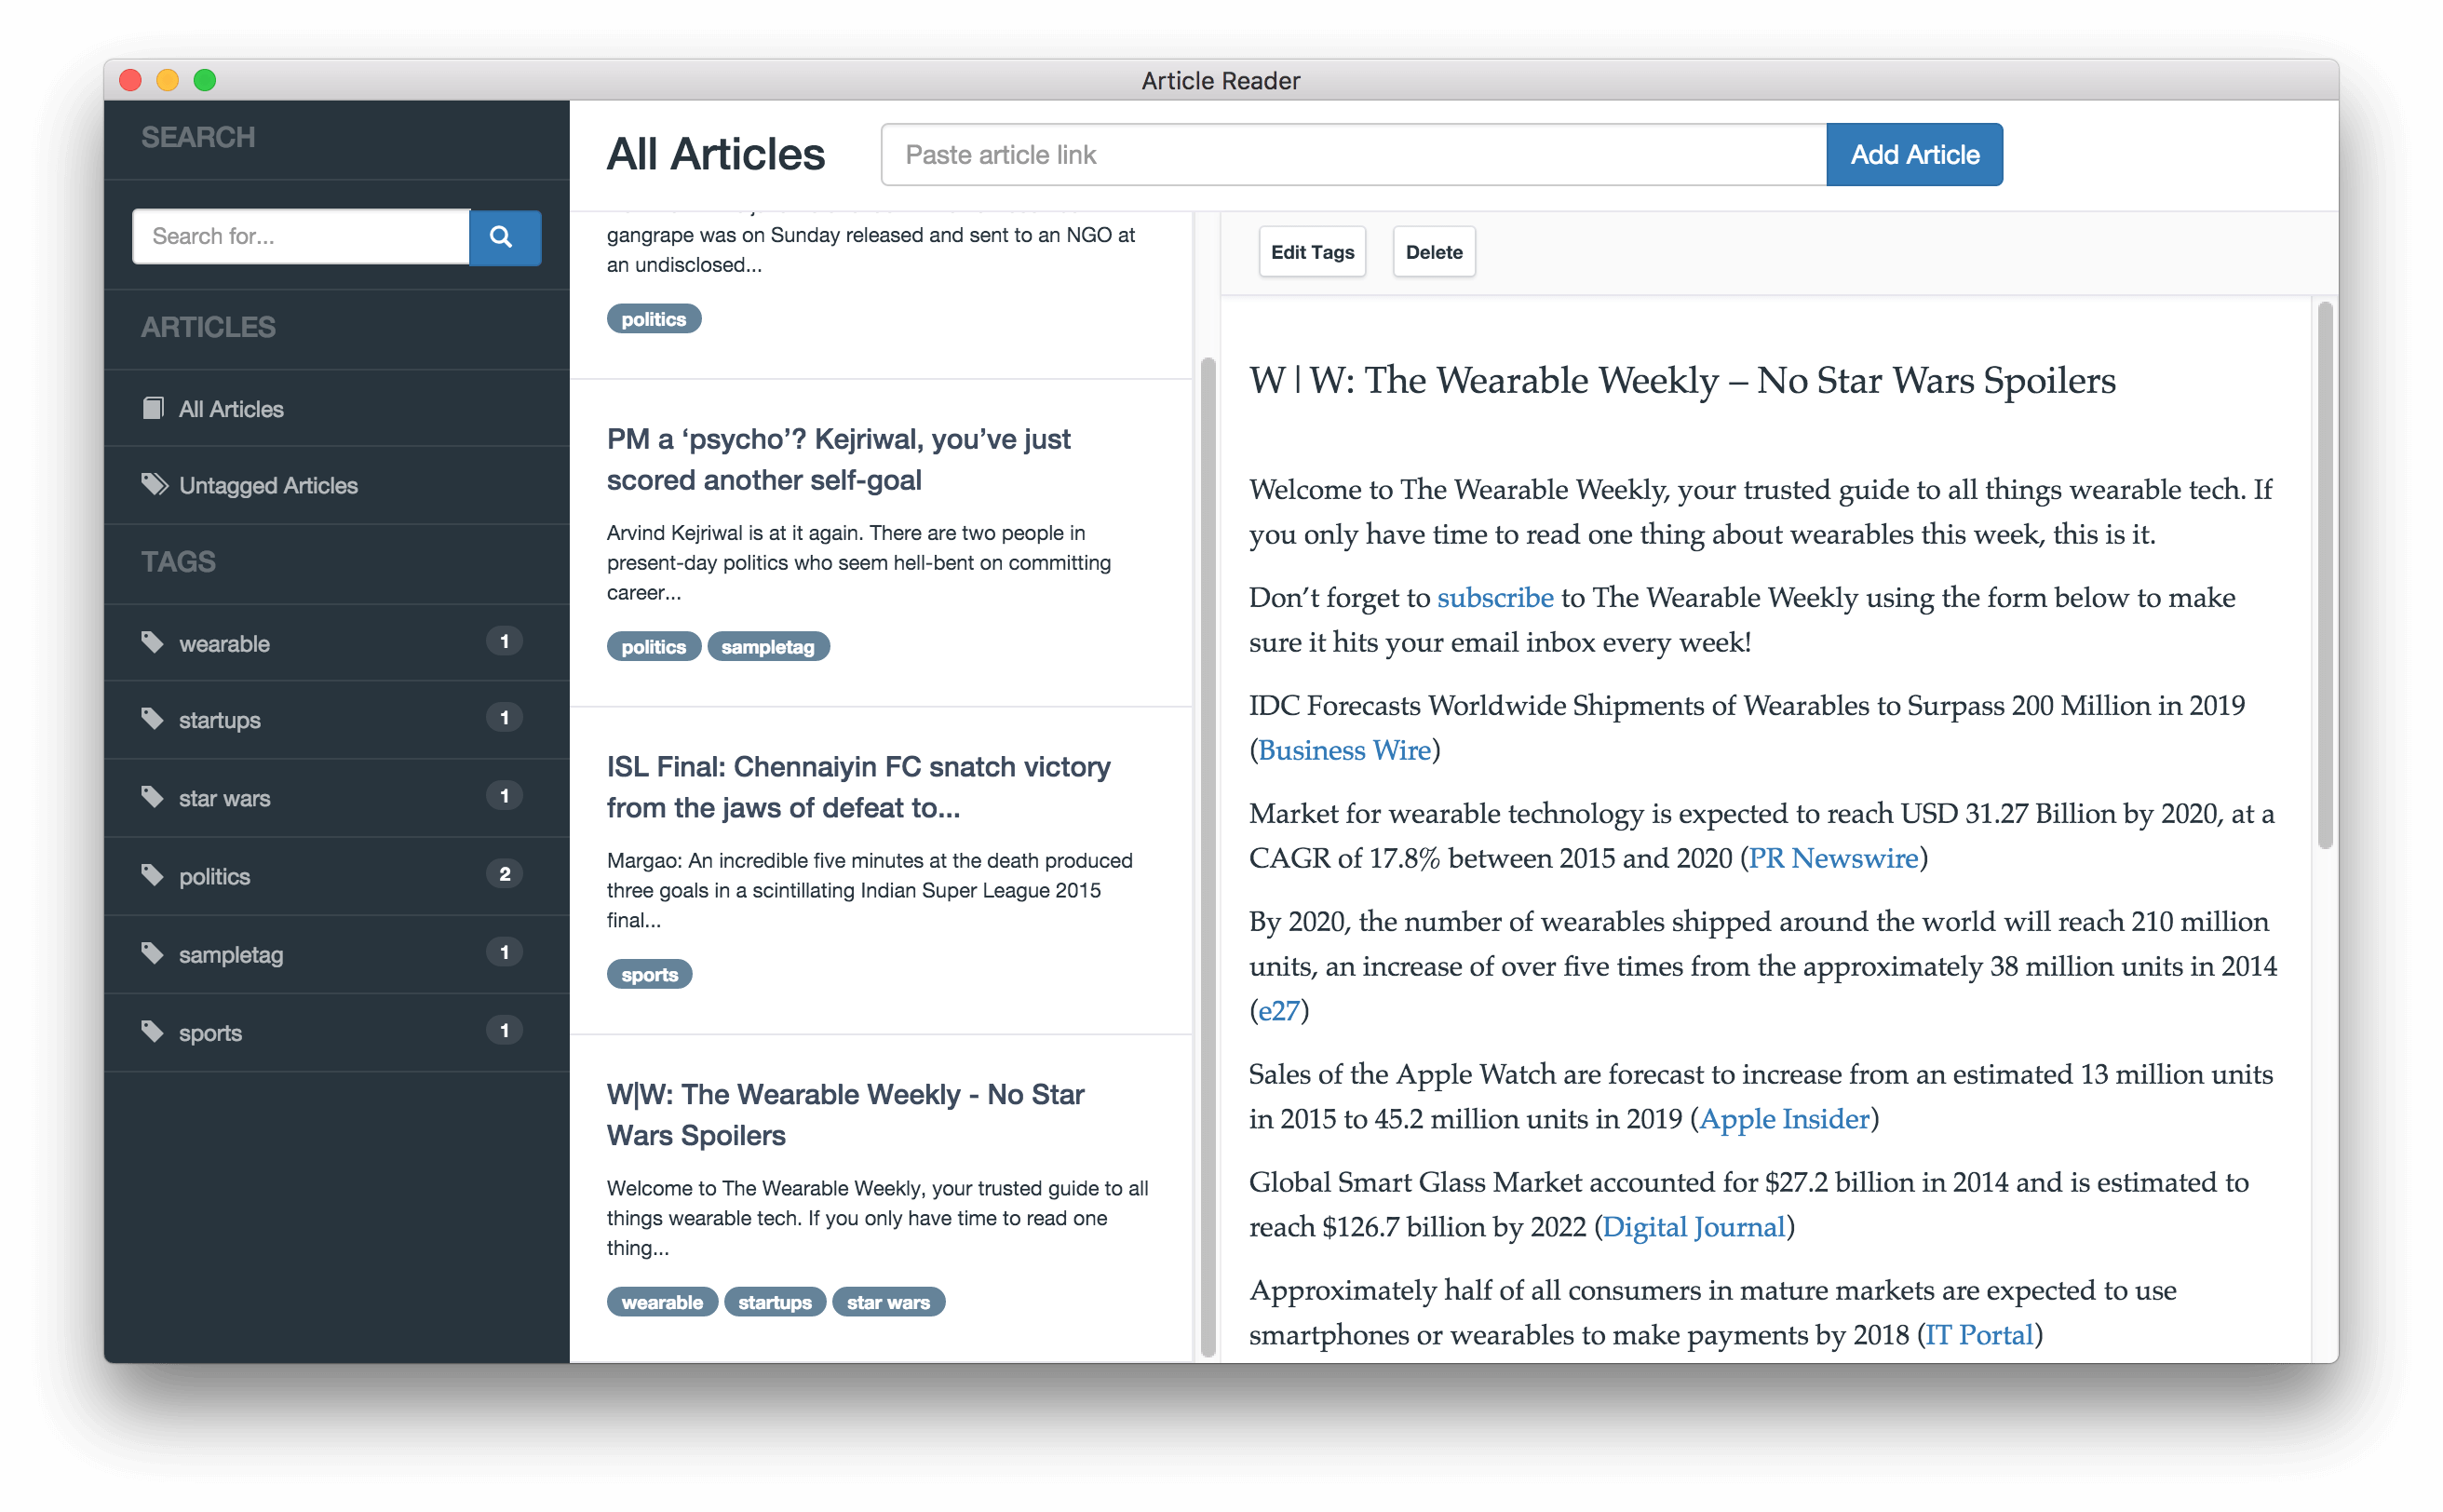 Article Reader
SEARCH
Search for...
ARTICLES
All Articles
Untagged Articles
TAGS
wearable 1
startups 1
star wars 1
politics 2
sampletag 1
sports 1
All Articles
Paste article link
Add Article
gangrape was on Sunday released and sent to an NGO at
an undisclosed...
politics
PM a ‘psycho’? Kejriwal, you’ve just
scored another self-goal
Arvind Kejriwal is at it again. There are two people in
present-day politics who seem hell-bent on committing
career...
politics sampletag
ISL Final: Chennaiyin FC snatch victory
from the jaws of defeat to...
Margao: An incredible five minutes at the death produced
three goals in a scintillating Indian Super League 2015
final...
sports
W|W: The Wearable Weekly - No Star
Wars Spoilers
Welcome to The Wearable Weekly, your trusted guide to all
things wearable tech. If you only have time to read one
thing...
wearable startups star wars
Edit Tags Delete
W|W: The Wearable Weekly – No Star Wars Spoilers
Welcome to The Wearable Weekly, your trusted guide to all things wearable tech. If
you only have time to read one thing about wearables this week, this is it.
Don’t forget to subscribe to The Wearable Weekly using the form below to make
sure it hits your email inbox every week!
IDC Forecasts Worldwide Shipments of Wearables to Surpass 200 Million in 2019
(Business Wire)
Market for wearable technology is expected to reach USD 31.27 Billion by 2020, at a
CAGR of 17.8% between 2015 and 2020 (PR Newswire)
By 2020, the number of wearables shipped around the world will reach 210 million
units, an increase of over five times from the approximately 38 million units in 2014
(e27)
Sales of the Apple Watch are forecast to increase from an estimated 13 million units
in 2015 to 45.2 million units in 2019 (Apple Insider)
Global Smart Glass Market accounted for $27.2 billion in 2014 and is estimated to
reach $126.7 billion by 2022 (Digital Journal)
Approximately half of all consumers in mature markets are expected to use
smartphones or wearables to make payments by 2018 (IT Portal)